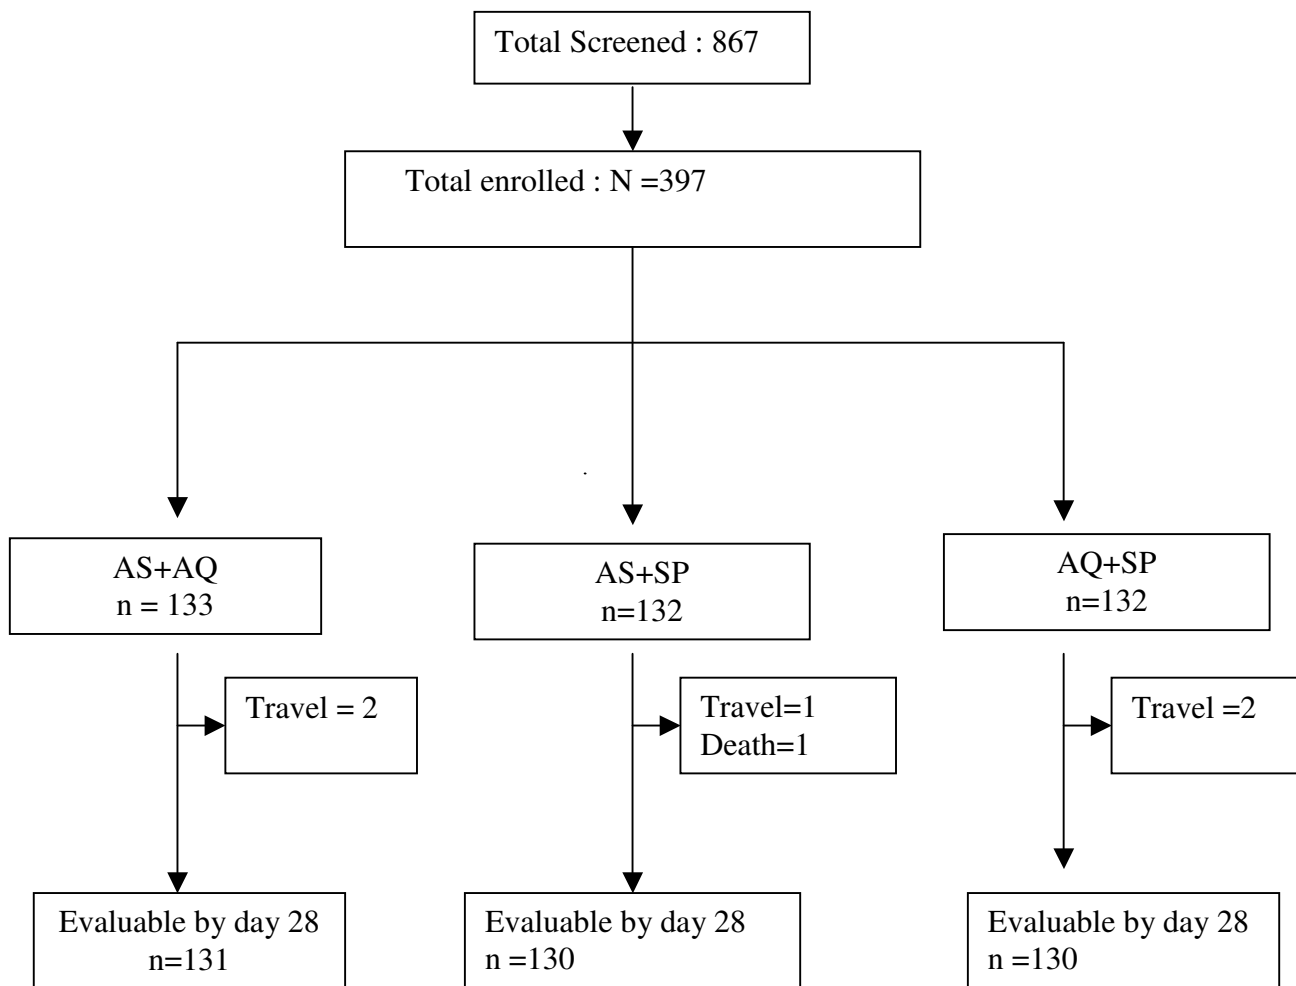 Total Screened : 867
Total enrolled : N =397
AS+AQ
n = 133
AS+SP
n=132
AQ+SP
n=132
Travel = 2
Travel=1
Death=1
Travel =2
Evaluable by day 28
n=131
Evaluable by day 28
n =130
Evaluable by day 28
n =130